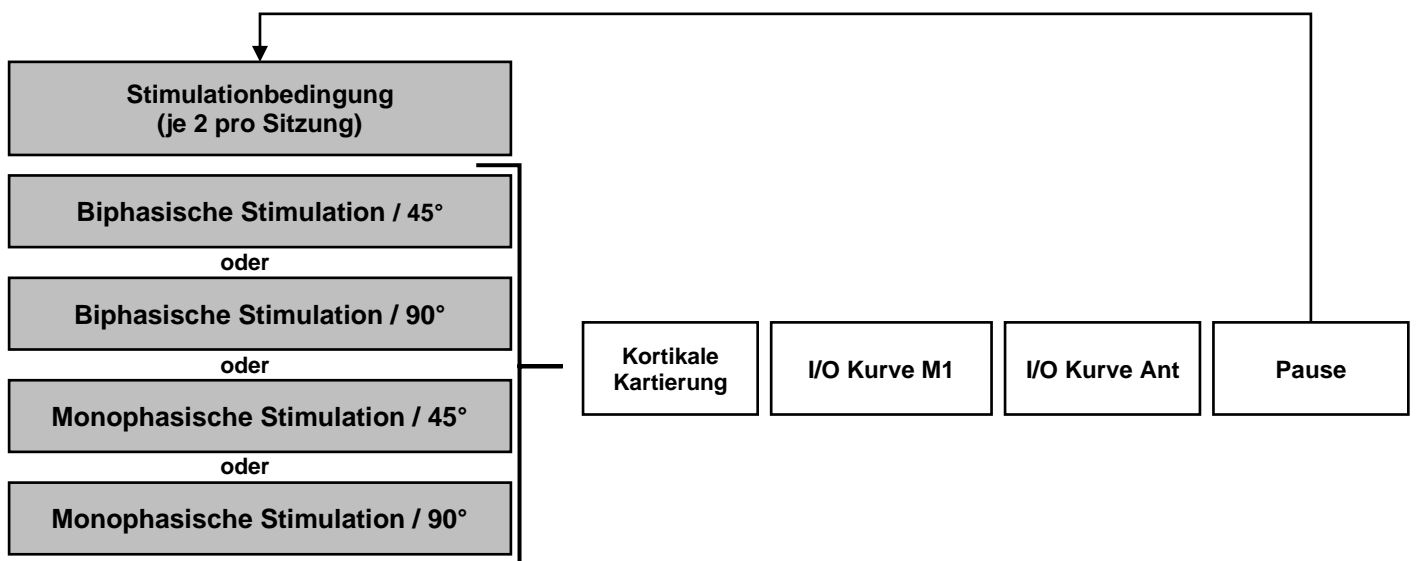 Stimulationbedingung
(je 2 pro Sitzung)
Biphasische Stimulation / 45°
oder
Biphasische Stimulation / 90°
oder
Monophasische Stimulation / 45°
oder
Monophasische Stimulation / 90°
Kortikale
Kartierung
I/O Kurve M1
I/O Kurve Ant
Pause